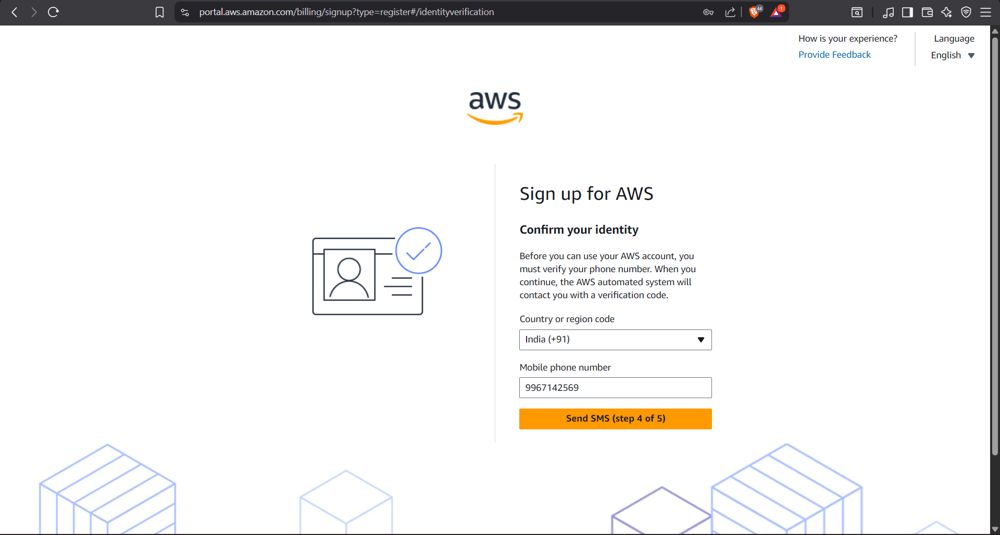 portal.aws.amazon.com/billing/signup?type=register#/identityverification
44
1
How is your experience?
Provide Feedback
Language
English
aws
Sign up for AWS
Confirm your identity
Before you can use your AWS account, you
must verify your phone number. When you
continue, the AWS automated system will
contact you with a verification code.
Country or region code
India (+91)
Mobile phone number
9967142569
Send SMS (step 4 of 5)